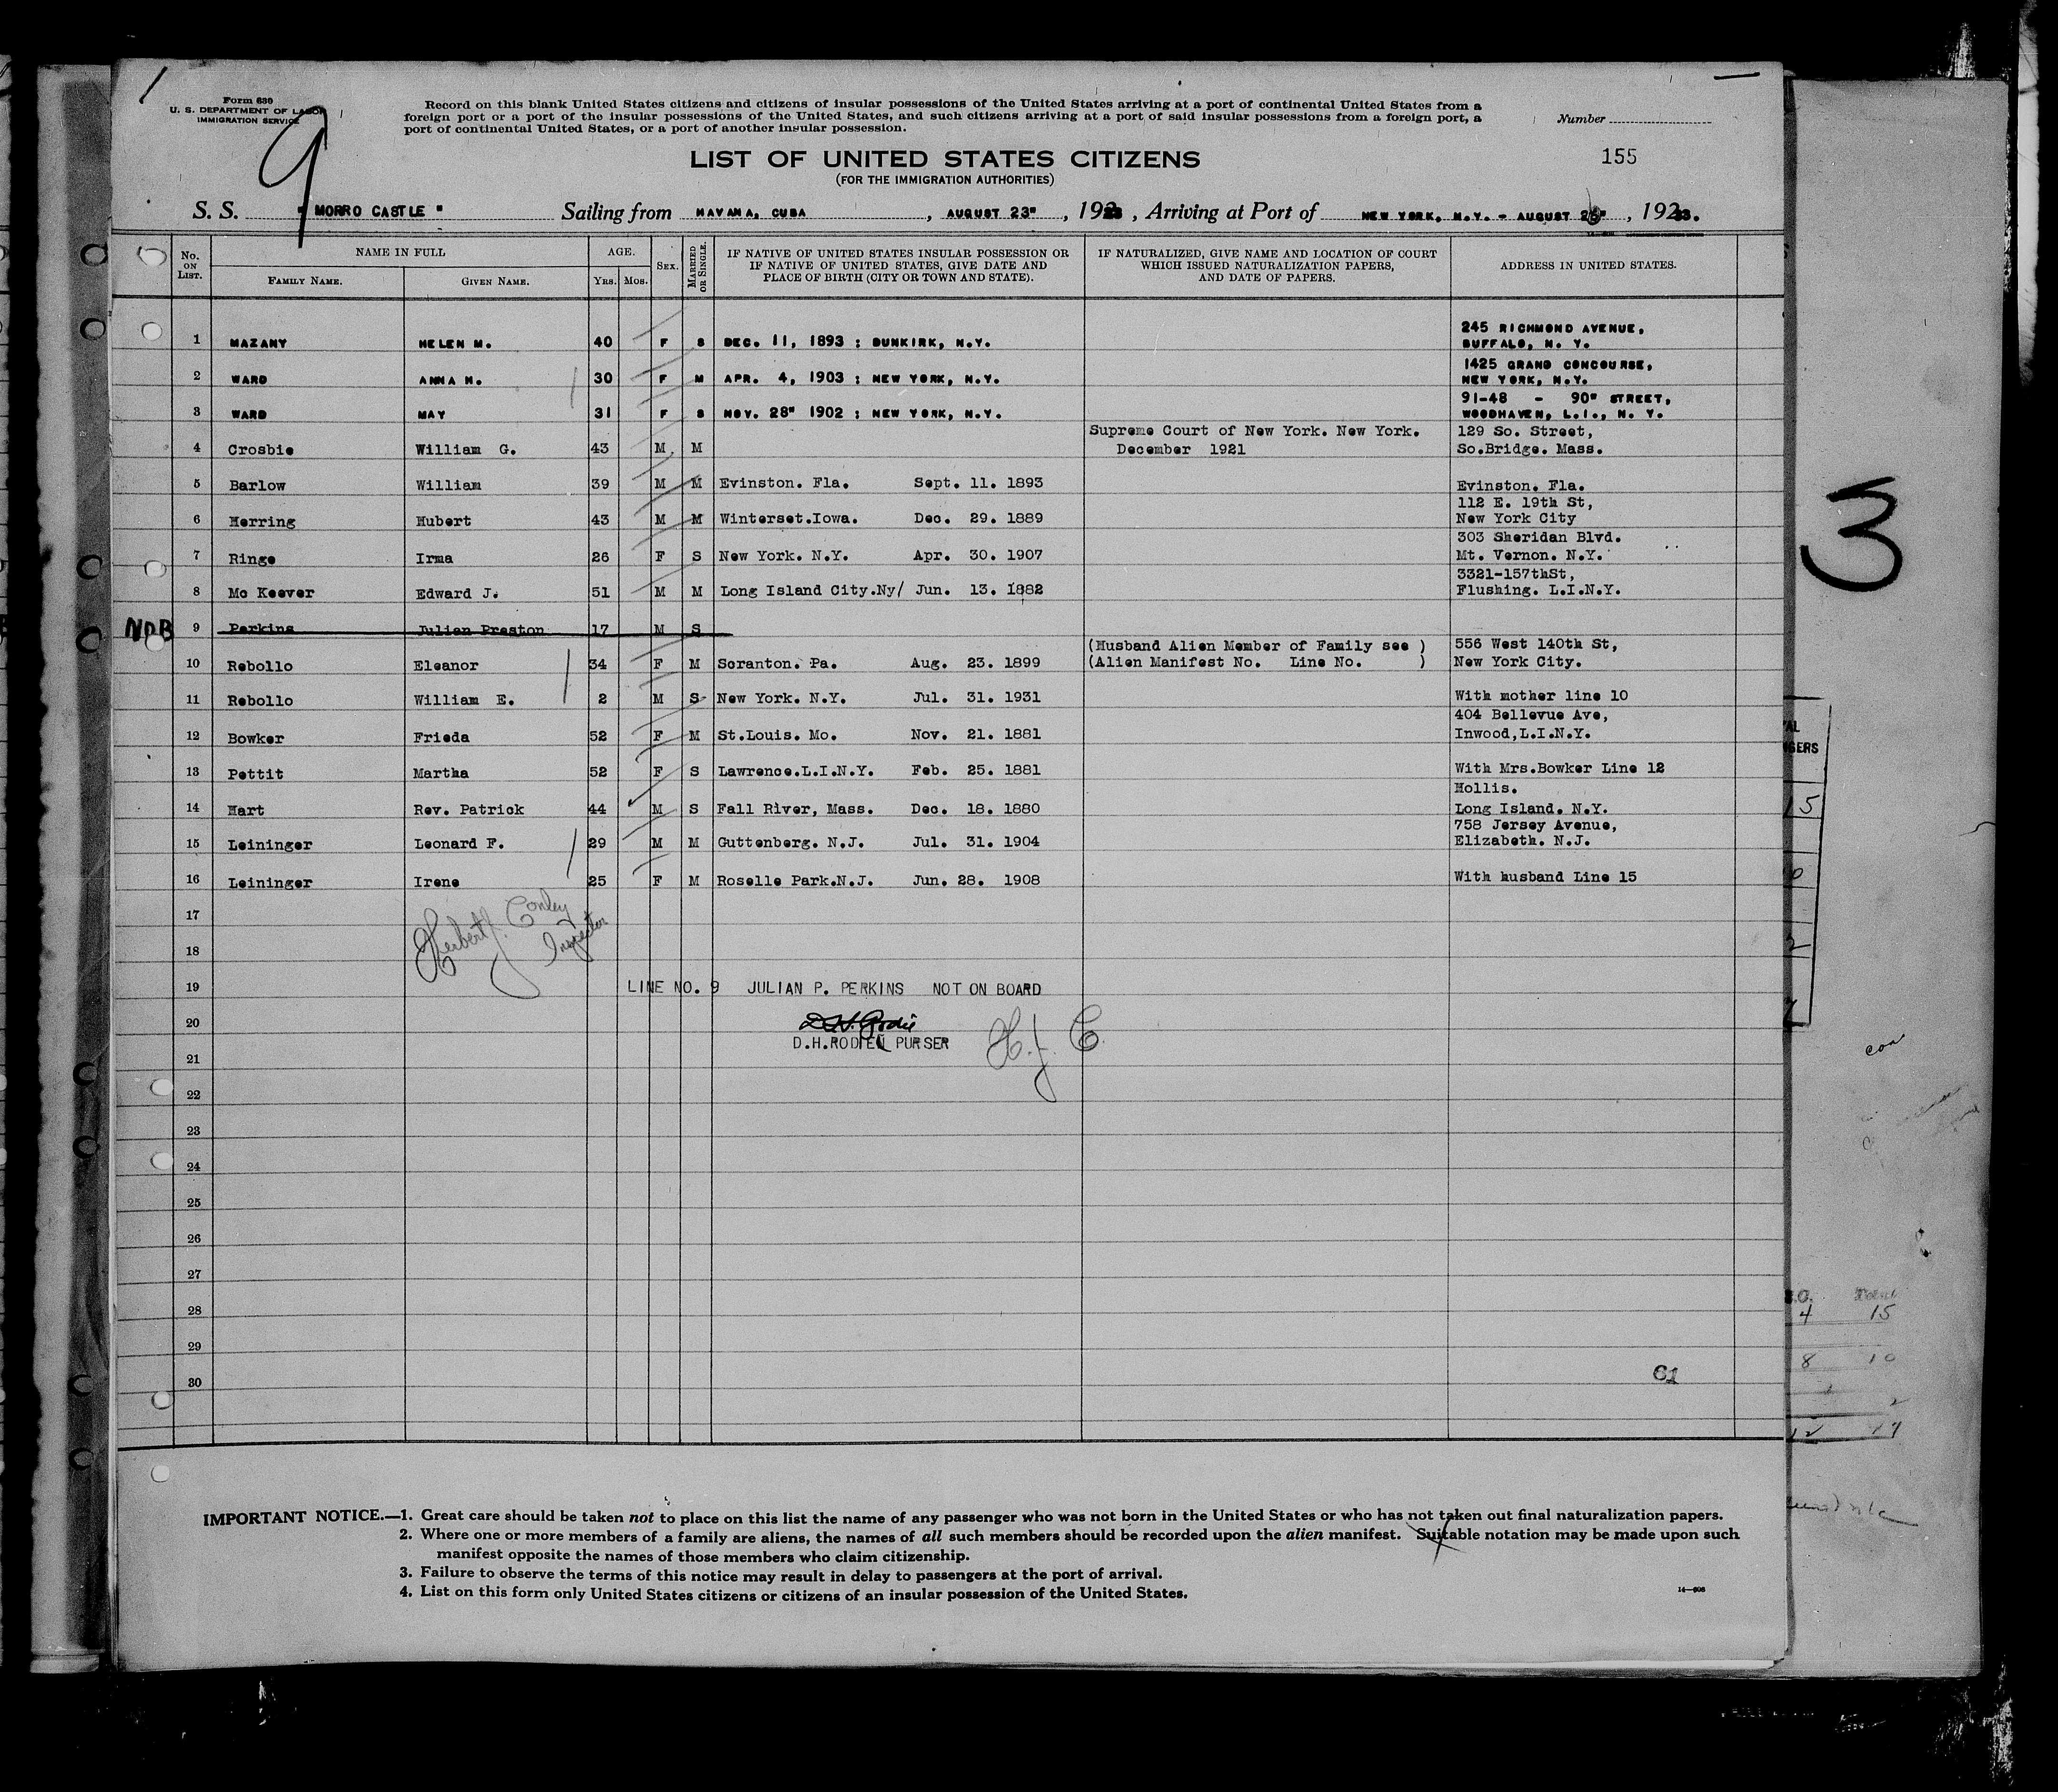 Form 630
U. S. DEPARTMENT OF LABOR
IMMIGRATION SERVICE
9
Record on this blank United States citizens and citizens of insular possessions of the United States arriving at a port of continental United States from a
foreign port or a port of the insular possessions of the United States, and such citizens arriving at a port of said insular possessions from a foreign port, a
port of continental United States, or a port of another insular possession.
Number
LIST OF UNITED STATES CITIZENS
155
(FOR THE IMMIGRATION AUTHORITIES)
S. S. " MORRO CASTLE " Sailing from HAVANA, CUBA , AUGUST 23" , 1933 , Arriving at Port of NEW YORK, N.Y. - AUGUST 26" , 1933.
No. ON LIST. NAME IN FULL FAMILY NAME. GIVEN NAME. AGE. YRS. MOS. SEX. MARRIED OR SINGLE. IF NATIVE OF UNITED STATES INSULAR POSSESSION OR IF NATIVE OF UNITED STATES, GIVE DATE AND PLACE OF BIRTH (CITY OR TOWN AND STATE). IF NATURALIZED, GIVE NAME AND LOCATION OF COURT WHICH ISSUED NATURALIZATION PAPERS, AND DATE OF PAPERS. ADDRESS IN UNITED STATES.
245 RICHMOND AVENUE,
1 MAZANY HELEN M. 40 F S DEC. 11, 1893 ; DUNKIRK, N.Y. BUFFALO, N. Y.
1425 GRAND CONCOURSE,
2 WARD ANNA M. 30 F M APR. 4, 1903 ; NEW YORK, N.Y. NEW YORK, N.Y.
91-48 - 90" STREET,
3 WARD MAY 31 F S NOV. 28" 1902 ; NEW YORK, N.Y. WOODHAVEN, L.I., N. Y.
Supreme Court of New York. New York. 129 So. Street,
4 Crosbie William G. 43 M M December 1921 So.Bridge. Mass.
5 Barlow William 39 M M Evinston. Fla. Sept. 11. 1893 Evinston. Fla.
112 E. 19th St,
6 Herring Hubert 43 M M Winterset.Iowa. Dec. 29. 1889 New York City
303 Sheridan Blvd.
7 Ringe Irma 26 F S New York. N.Y. Apr. 30. 1907 Mt. Vernon. N.Y.
3321-157thSt,
8 Mc Keever Edward J. 51 M M Long Island City.Ny/ Jun. 13. 1882 Flushing. L.I.N.Y.
NOB 9 Perkins Julien Preston 17 M S
(Husband Alien Member of Family see ) 556 West 140th St,
10 Rebollo Eleanor 34 F M Scranton. Pa. Aug. 23. 1899 (Alien Manifest No. Line No. ) New York City.
11 Rebollo William E. 2 M S New York. N.Y. Jul. 31. 1931 With mother line 10
404 Bellevue Ave,
12 Bowker Frieda 52 F M St.Louis. Mo. Nov. 21. 1881 Inwood,L.I.N.Y.
13 Pettit Martha 52 F S Lawrence.L.I.N.Y. Feb. 25. 1881 With Mrs.Bowker Line 12
Hollis.
14 Hart Rev. Patrick 44 M S Fall River, Mass. Dec. 18. 1880 Long Island. N.Y.
758 Jersey Avenue,
15 Leininger Leonard F. 29 M M Guttenberg. N.J. Jul. 31. 1904 Elizabeth. N.J.
16 Leininger Irene 25 F M Roselle Park.N.J. Jun. 28. 1908 With husband Line 15
17
Herbert J. Conley
Inspector
18
19 LINE NO. 9 JULIAN P. PERKINS NOT ON BOARD
20
D.H.RODIEN PURSER H.J.C.
21
22
23
24
25
26
27
28
29
30
61
IMPORTANT NOTICE.—1. Great care should be taken not to place on this list the name of any passenger who was not born in the United States or who has not taken out final naturalization papers.
2. Where one or more members of a family are aliens, the names of all such members should be recorded upon the alien manifest. Suitable notation may be made upon such
manifest opposite the names of those members who claim citizenship.
3. Failure to observe the terms of this notice may result in delay to passengers at the port of arrival.
4. List on this form only United States citizens or citizens of an insular possession of the United States.
3
con
4 15
8 10
2
12